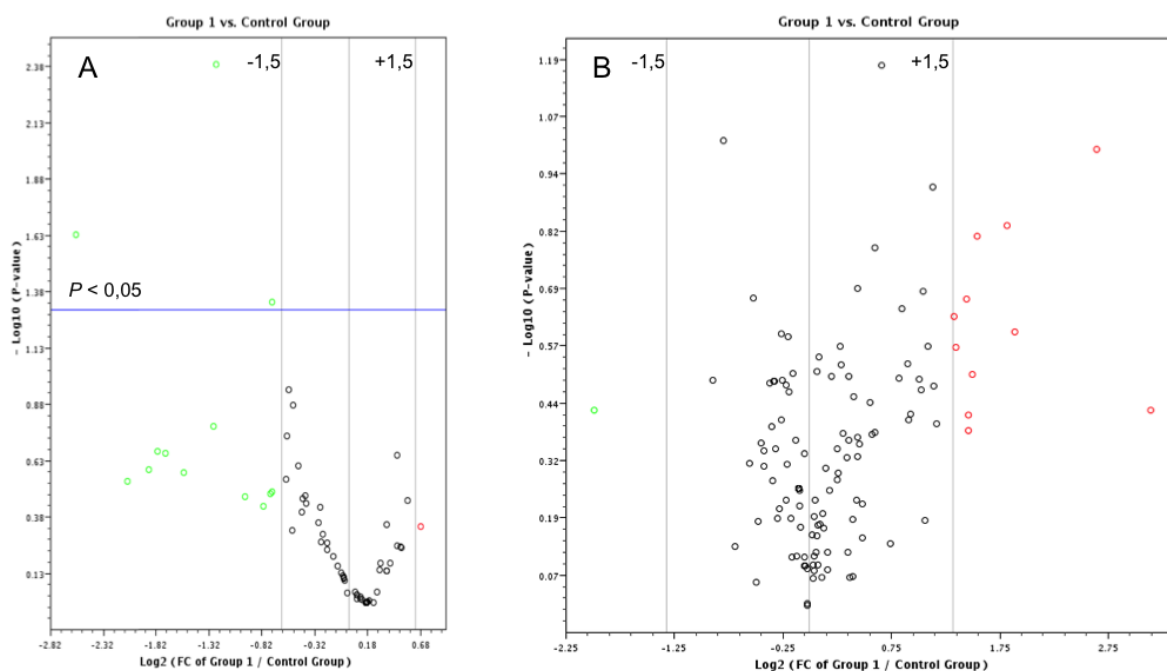 Group 1 vs. Control Group
A
-1,5
+1,5
2.38
2.13
1.88
1.63
1.38
1.13
0.88
0.63
0.38
0.13
P < 0,05
- Log10 (P-value)
-2.82 -2.32 -1.82 -1.32 -0.82 -0.32 0.18 0.68
Log2 (FC of Group 1 / Control Group)
Group 1 vs. Control Group
B
-1,5
+1,5
1.19
1.07
0.94
0.82
0.69
0.57
0.44
0.32
0.19
0.07
- Log10 (P-value)
-2.25 -1.25 -0.25 0.75 1.75 2.75
Log2 (FC of Group 1 / Control Group)